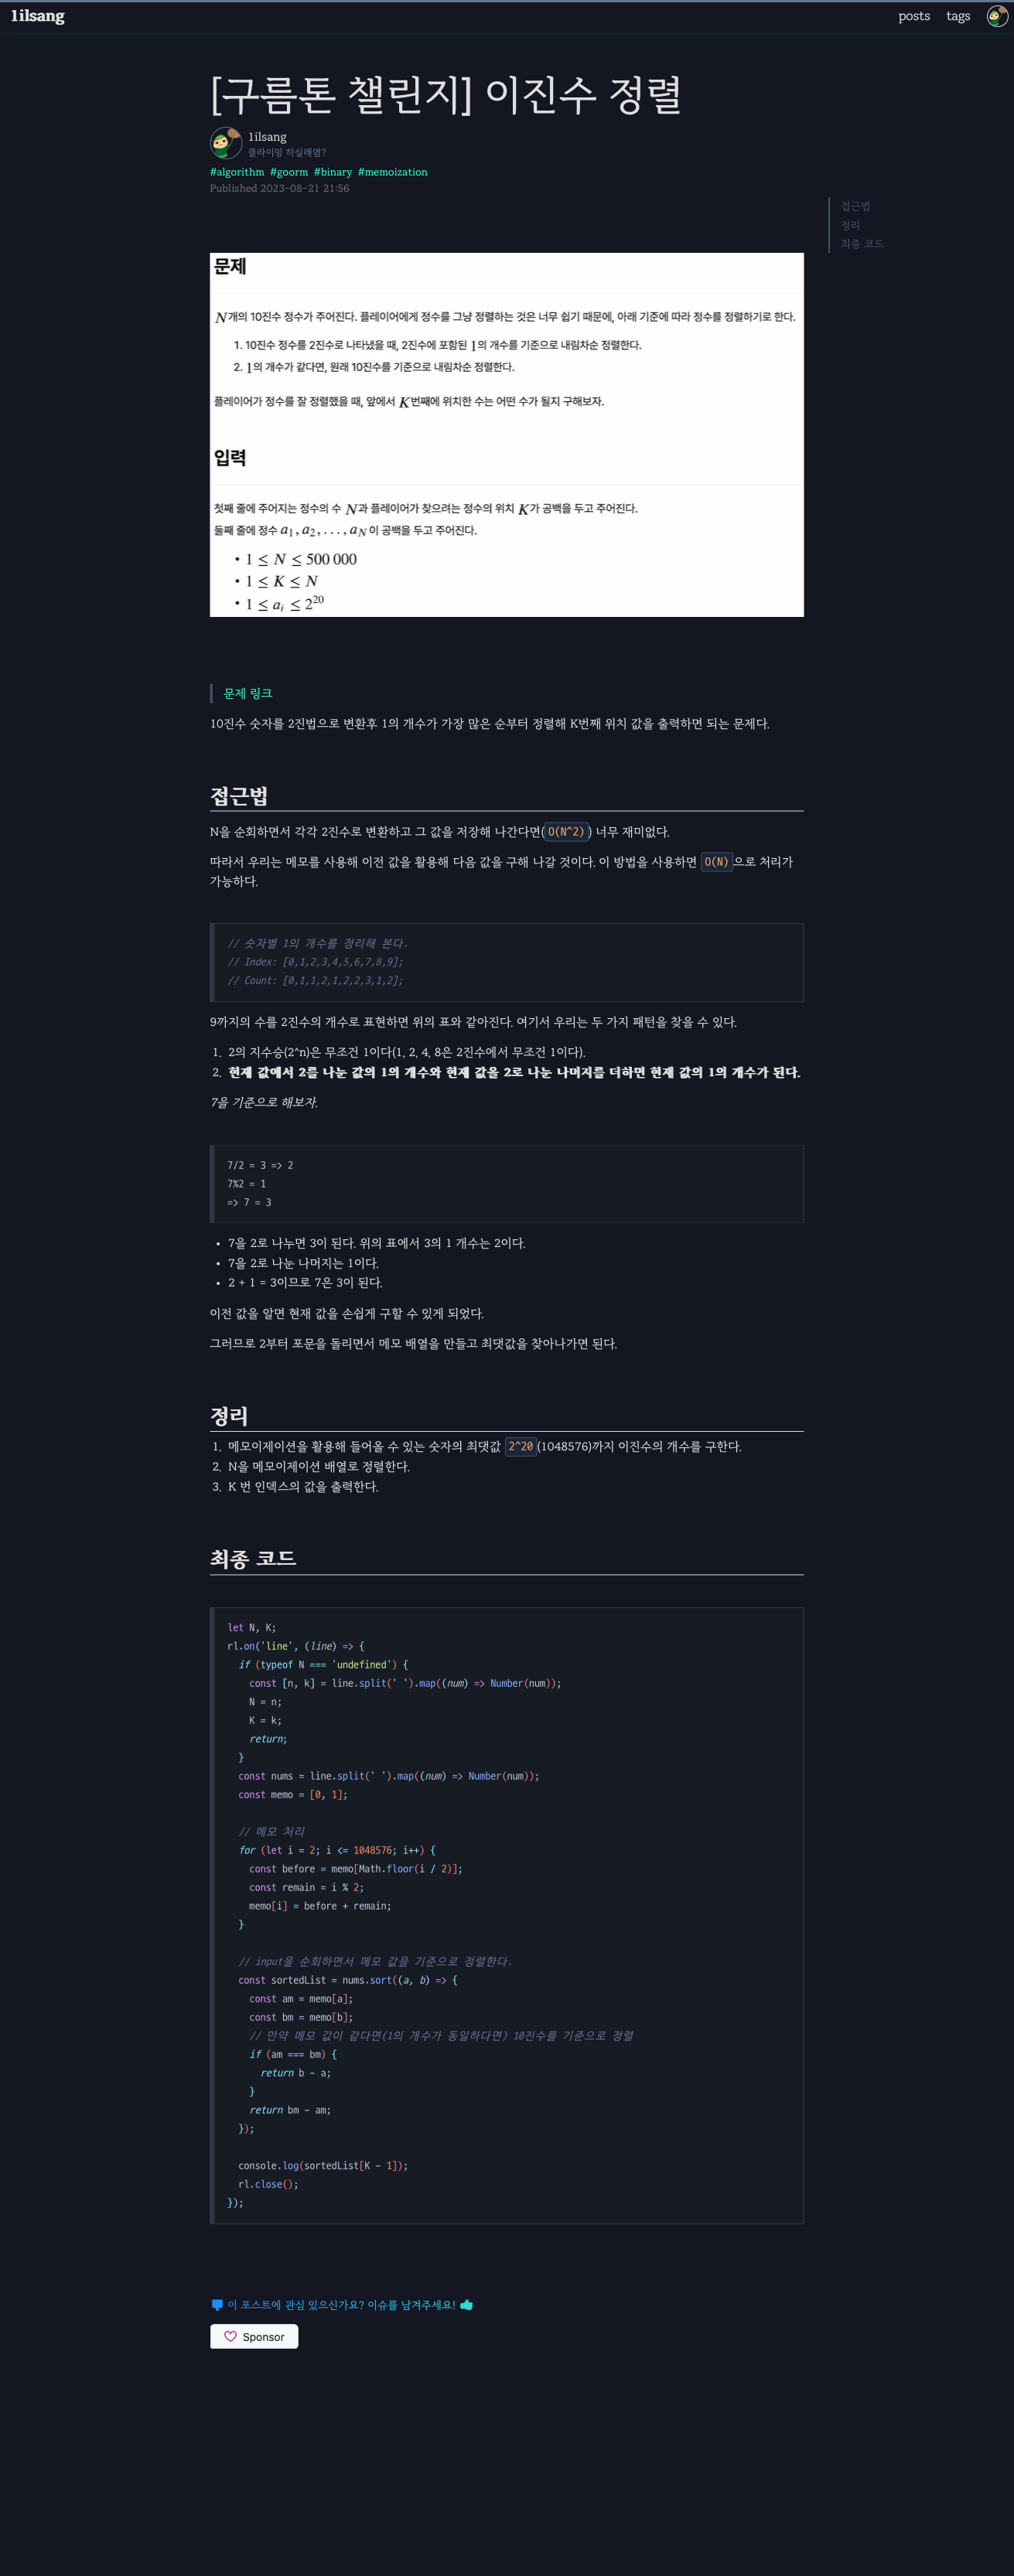 1ilsang
posts tags
[구름톤 챌린지] 이진수 정렬
1ilsang
클라이밍 하실래염?
#algorithm #goorm #binary #memoization
Published 2023-08-21 21:56
접근법
정리
최종 코드
문제
N개의 10진수 정수가 주어진다. 플레이어에게 정수를 그냥 정렬하는 것은 너무 쉽기 때문에, 아래 기준에 따라 정수를 정렬하기로 한다.
1. 10진수 정수를 2진수로 나타냈을 때, 2진수에 포함된 1의 개수를 기준으로 내림차순 정렬한다.
2. 1의 개수가 같다면, 원래 10진수를 기준으로 내림차순 정렬한다.
플레이어가 정수를 잘 정렬했을 때, 앞에서 K번째에 위치한 수는 어떤 수가 될지 구해보자.
입력
첫째 줄에 주어지는 정수의 수 N과 플레이어가 찾으려는 정수의 위치 K가 공백을 두고 주어진다.
둘째 줄에 정수 a₁, a₂, . . . , a_N 이 공백을 두고 주어진다.
• 1 ≤ N ≤ 500 000
• 1 ≤ K ≤ N
• 1 ≤ aᵢ ≤ 2²⁰
문제 링크
10진수 숫자를 2진법으로 변환후 1의 개수가 가장 많은 순부터 정렬해 K번째 위치 값을 출력하면 되는 문제다.
접근법
N을 순회하면서 각각 2진수로 변환하고 그 값을 저장해 나간다면(O(N^2)) 너무 재미없다.
따라서 우리는 메모를 사용해 이전 값을 활용해 다음 값을 구해 나갈 것이다. 이 방법을 사용하면 O(N)으로 처리가
가능하다.
// 숫자별 1의 개수를 정리해 본다.
// Index: [0,1,2,3,4,5,6,7,8,9];
// Count: [0,1,1,2,1,2,2,3,1,2];
9까지의 수를 2진수의 개수로 표현하면 위의 표와 같아진다. 여기서 우리는 두 가지 패턴을 찾을 수 있다.
1. 2의 지수승(2^n)은 무조건 1이다(1, 2, 4, 8은 2진수에서 무조건 1이다).
2. 현재 값에서 2를 나눈 값의 1의 개수와 현재 값을 2로 나눈 나머지를 더하면 현재 값의 1의 개수가 된다.
7을 기준으로 해보자.
7/2 = 3 => 2
7%2 = 1
=> 7 = 3
• 7을 2로 나누면 3이 된다. 위의 표에서 3의 1 개수는 2이다.
• 7을 2로 나눈 나머지는 1이다.
• 2 + 1 = 3이므로 7은 3이 된다.
이전 값을 알면 현재 값을 손쉽게 구할 수 있게 되었다.
그러므로 2부터 포문을 돌리면서 메모 배열을 만들고 최댓값을 찾아나가면 된다.
정리
1. 메모이제이션을 활용해 들어올 수 있는 숫자의 최댓값 2^20(1048576)까지 이진수의 개수를 구한다.
2. N을 메모이제이션 배열로 정렬한다.
3. K 번 인덱스의 값을 출력한다.
최종 코드
let N, K;
rl.on('line', (line) => {
  if (typeof N === 'undefined') {
    const [n, k] = line.split(' ').map((num) => Number(num));
    N = n;
    K = k;
    return;
  }
  const nums = line.split(' ').map((num) => Number(num));
  const memo = [0, 1];
  // 메모 처리
  for (let i = 2; i <= 1048576; i++) {
    const before = memo[Math.floor(i / 2)];
    const remain = i % 2;
    memo[i] = before + remain;
  }
  // input을 순회하면서 메모 값을 기준으로 정렬한다.
  const sortedList = nums.sort((a, b) => {
    const am = memo[a];
    const bm = memo[b];
    // 만약 메모 값이 같다면(1의 개수가 동일하다면) 10진수를 기준으로 정렬
    if (am === bm) {
      return b - a;
    }
    return bm - am;
  });
  console.log(sortedList[K - 1]);
  rl.close();
});
이 포스트에 관심 있으신가요? 이슈를 남겨주세요!
Sponsor